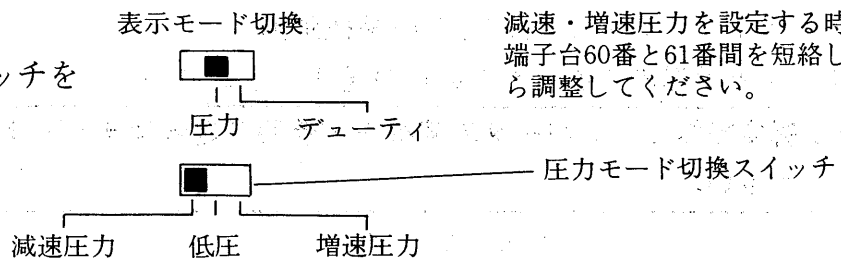 表示モード切換
減速・増速圧力を設定する時
端子台60番と61番間を短絡し
ら調整してください。
ッチを
圧力
デューティ
圧力モード切換スイッチ
減速圧力
低圧
増速圧力